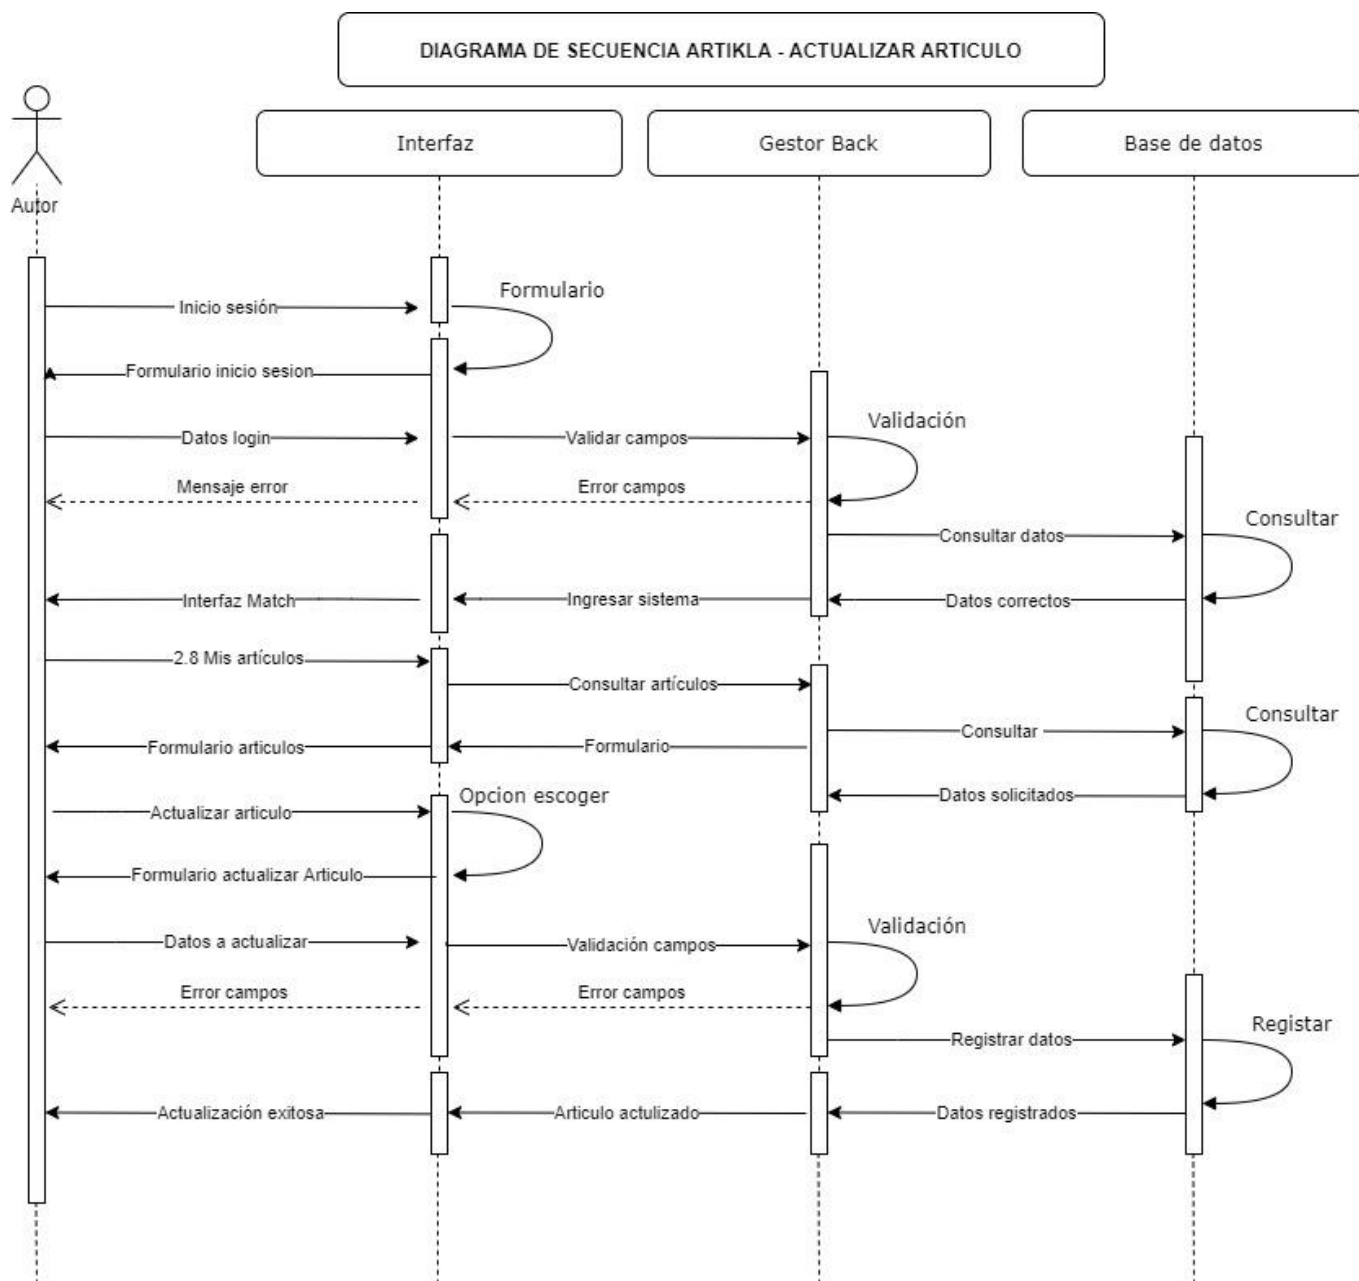 DIAGRAMA DE SECUENCIA ARTIKLA - ACTUALIZAR ARTICULO
Interfaz
Gestor Back
Base de datos
Autor
Formulario
Inicio sesión
Formulario inicio sesion
Validación
Datos login
Validar campos
Mensaje error
Error campos
Consultar
Consultar datos
Interfaz Match
Ingresar sistema
Datos correctos
2.8 Mis artículos
Consultar artículos
Consultar
Consultar
Formulario articulos
Formulario
Opcion escoger
Datos solicitados
Actualizar articulo
Formulario actualizar Articulo
Validación
Datos a actualizar
Validación campos
Error campos
Error campos
Registar
Registrar datos
Actualización exitosa
Articulo actulizado
Datos registrados